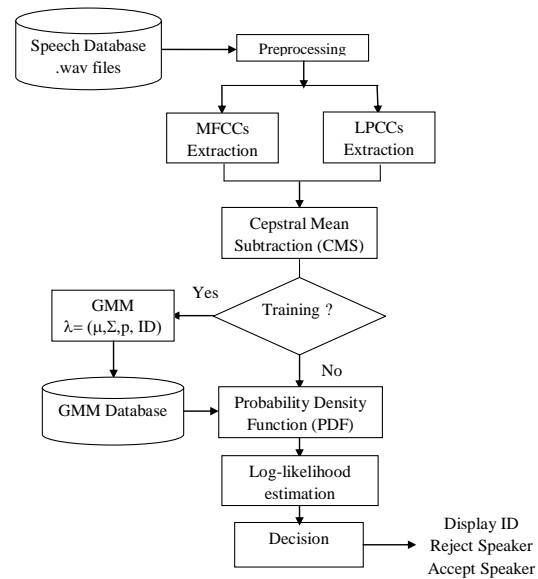 Speech Database
.wav files
Preprocessing
MFCCs
Extraction
LPCCs
Extraction
Cepstral Mean
Subtraction (CMS)
Training ?
Yes
GMM
λ= (μ,Σ,p, ID)
No
GMM Database
Probability Density
Function (PDF)
Log-likelihood
estimation
Decision
Display ID
Reject Speaker
Accept Speaker